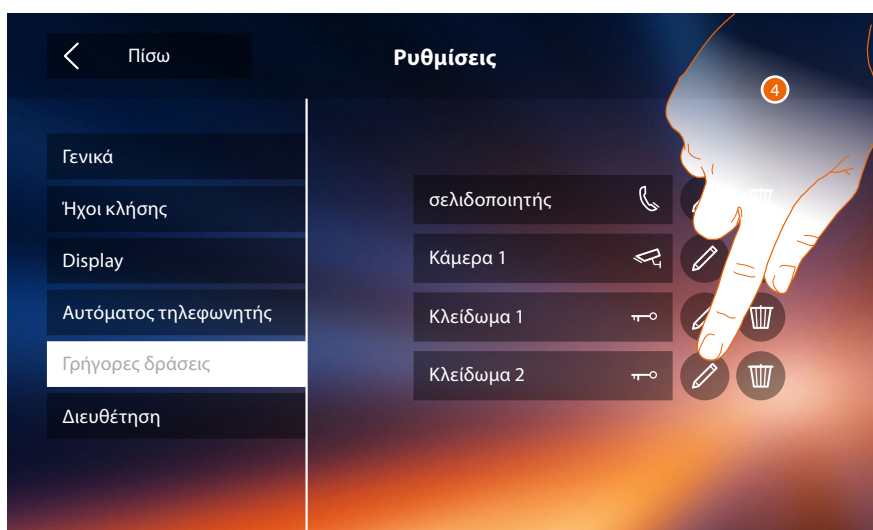 Πίσω
Ρυθμίσεις
4
Γενικά
Ήχοι κλήσης
Display
Αυτόματος τηλεφωνητής
Γρήγορες δράσεις
Διευθέτηση
σελιδοποιητής
Κάμερα 1
Κλείδωμα 1
Κλείδωμα 2